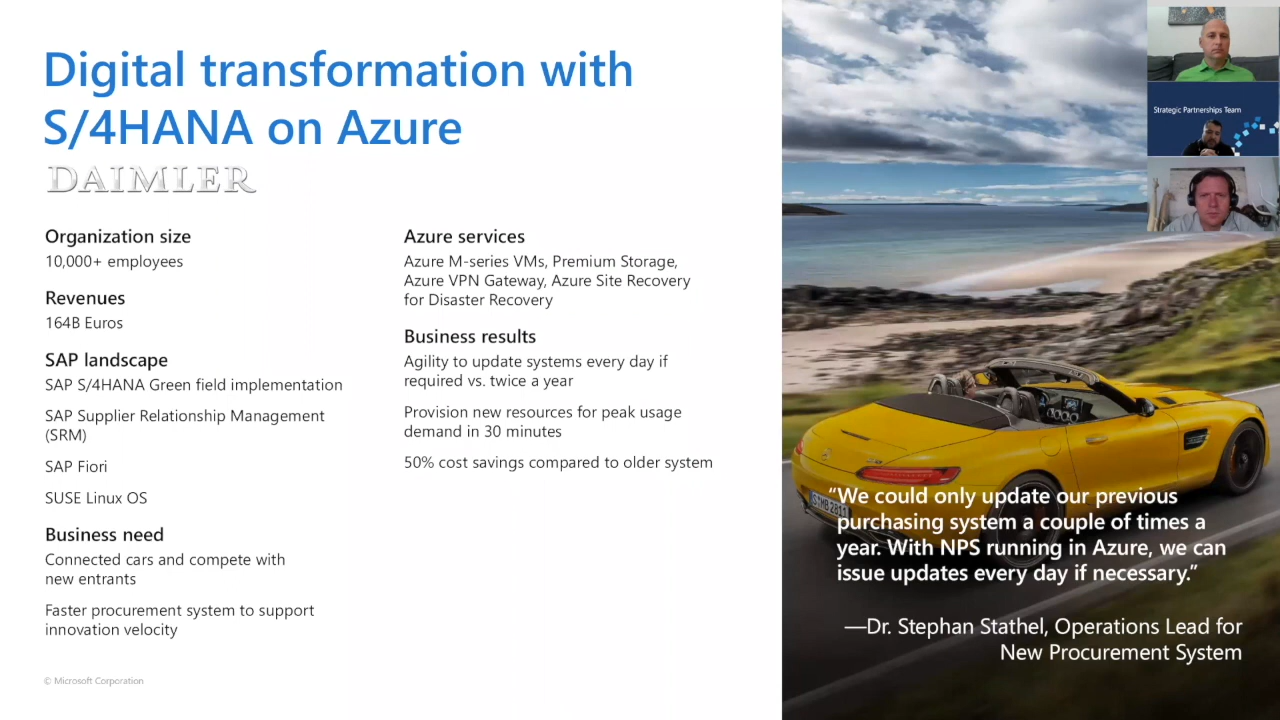 Digital transformation with
S/4HANA on Azure
DAIMLER
Organization size
10,000+ employees
Revenues
164B Euros
SAP landscape
SAP S/4HANA Green field implementation
SAP Supplier Relationship Management
(SRM)
SAP Fiori
SUSE Linux OS
Business need
Connected cars and compete with
new entrants
Faster procurement system to support
innovation velocity
© Microsoft Corporation
Azure services
Azure M-series VMs, Premium Storage,
Azure VPN Gateway, Azure Site Recovery
for Disaster Recovery
Business results
Agility to update systems every day if
required vs. twice a year
Provision new resources for peak usage
demand in 30 minutes
50% cost savings compared to older system
Strategic Partnerships Team
“We could only update our previous
purchasing system a couple of times a
year. With NPS running in Azure, we can
issue updates every day if necessary.”
—Dr. Stephan Stathel, Operations Lead for
New Procurement System